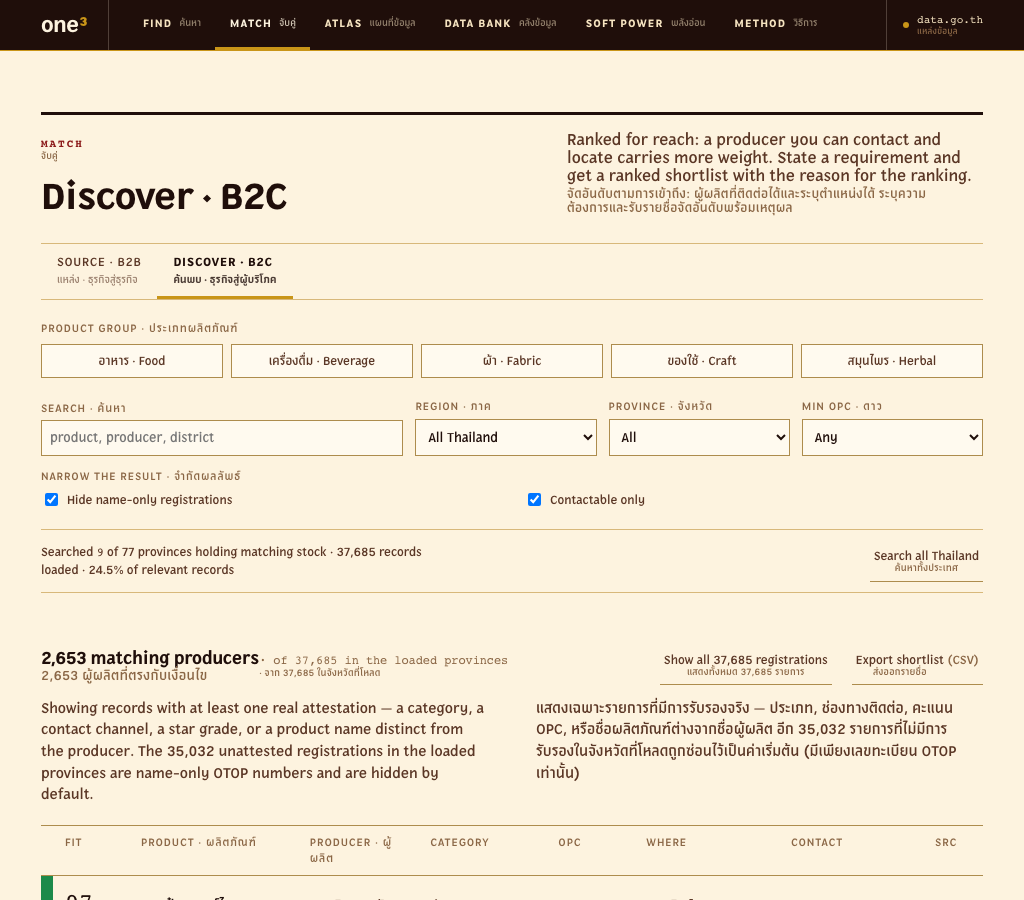 one³
FIND ค้นหา
MATCH จับคู่
ATLAS แผนที่ข้อมูล
DATA BANK คลังข้อมูล
SOFT POWER พลังอ่อน
METHOD วิธีการ
data.go.th
แหล่งข้อมูล
MATCH
จับคู่
Discover · B2C
Ranked for reach: a producer you can contact and
locate carries more weight. State a requirement and
get a ranked shortlist with the reason for the ranking.
จัดอันดับตามการเข้าถึง: ผู้ผลิตที่ติดต่อได้และระบุตำแหน่งได้ ระบุความ
ต้องการและรับรายชื่อจัดอันดับพร้อมเหตุผล
SOURCE · B2B
แหล่ง · ธุรกิจสู่ธุรกิจ
DISCOVER · B2C
ค้นพบ · ธุรกิจสู่ผู้บริโภค
PRODUCT GROUP · ประเภทผลิตภัณฑ์
อาหาร · Food
เครื่องดื่ม · Beverage
ผ้า · Fabric
ของใช้ · Craft
สมุนไพร · Herbal
SEARCH · ค้นหา
REGION · ภาค
PROVINCE · จังหวัด
MIN OPC · ดาว
product, producer, district
All Thailand
All
Any
NARROW THE RESULT · จำกัดผลลัพธ์
Hide name-only registrations
Contactable only
Searched 9 of 77 provinces holding matching stock · 37,685 records
loaded · 24.5% of relevant records
Search all Thailand
ค้นหาทั้งประเทศ
2,653 matching producers · of 37,685 in the loaded provinces
2,653 ผู้ผลิตที่ตรงกับเงื่อนไข · จาก 37,685 ในจังหวัดที่โหลด
Show all 37,685 registrations
แสดงทั้งหมด 37,685 รายการ
Export shortlist (CSV)
ส่งออกรายชื่อ
Showing records with at least one real attestation — a category, a
contact channel, a star grade, or a product name distinct from
the producer. The 35,032 unattested registrations in the loaded
provinces are name-only OTOP numbers and are hidden by
default.
แสดงเฉพาะรายการที่มีการรับรองจริง — ประเภท, ช่องทางติดต่อ, คะแนน
OPC, หรือชื่อผลิตภัณฑ์ต่างจากชื่อผู้ผลิต อีก 35,032 รายการที่ไม่มีการ
รับรองในจังหวัดที่โหลดถูกซ่อนไว้เป็นค่าเริ่มต้น (มีเพียงเลขทะเบียน OTOP
เท่านั้น)
FIT
PRODUCT · ผลิตภัณฑ์
PRODUCER · ผู้
ผลิต
CATEGORY
OPC
WHERE
CONTACT
SRC